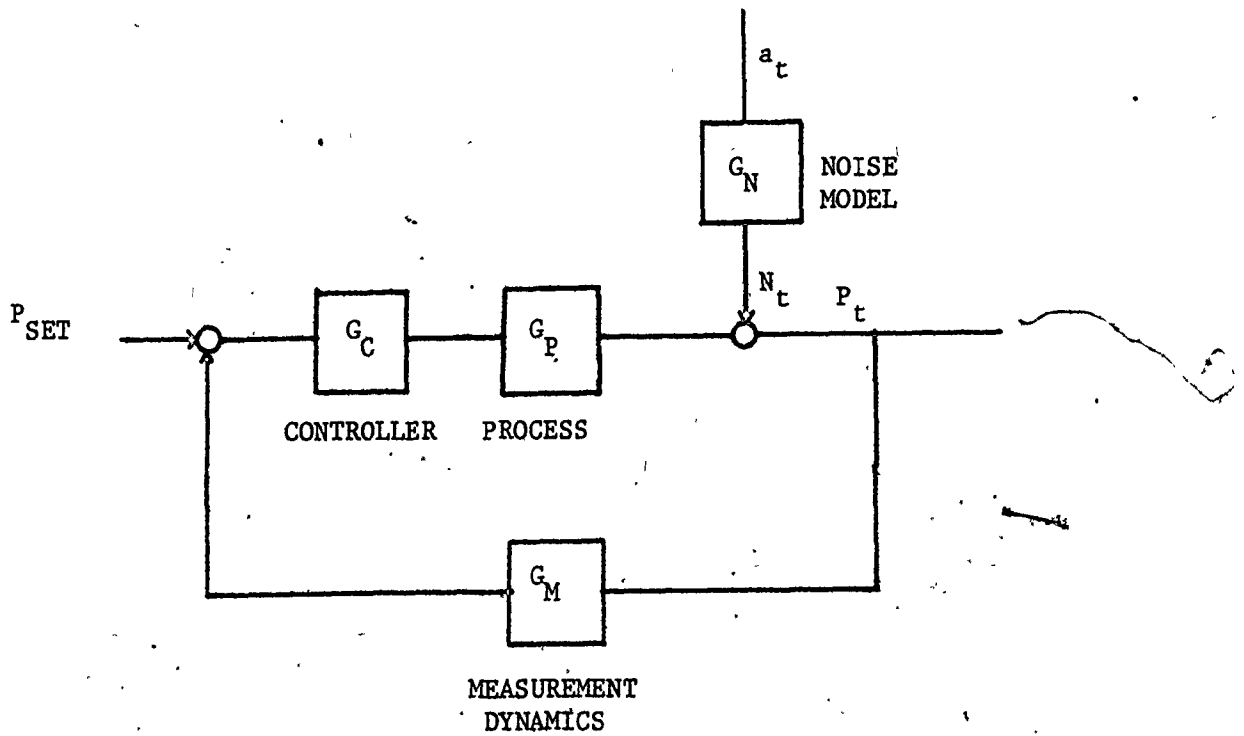 a_t
G_N
NOISE
MODEL
N_t
P_t
P_SET
G_C
G_P
CONTROLLER
PROCESS
G_M
MEASUREMENT
DYNAMICS